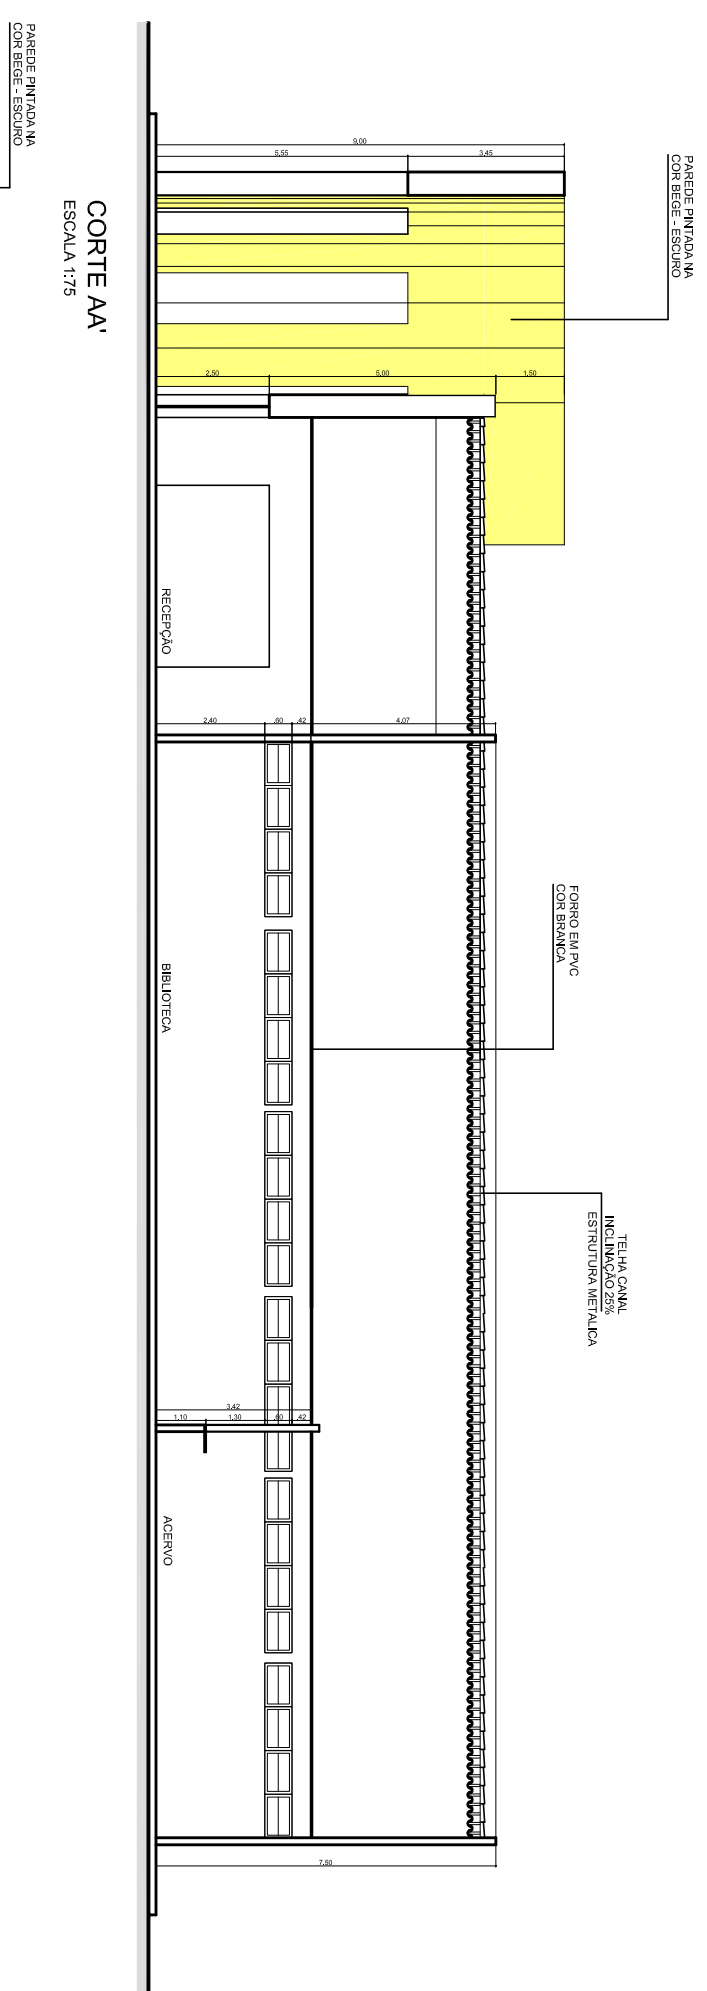 PAREDE PINTADA NA
COR BEGE - ESCURO
PAREDE PINTADA NA
COR BEGE - ESCURO
FORRO EM PVC
COR BRANCA
TELHA CANAL
INCLINAÇÃO 25%
ESTRUTURA METALICA
9,00
5,55
3,45
2,50
5,00
1,50
2,40
,60
,42
4,07
3,42
1,10
1,30
,60
,42
7,50
RECEPÇÃO
BIBLIOTECA
ACERVO
CORTE AA'
ESCALA 1:75